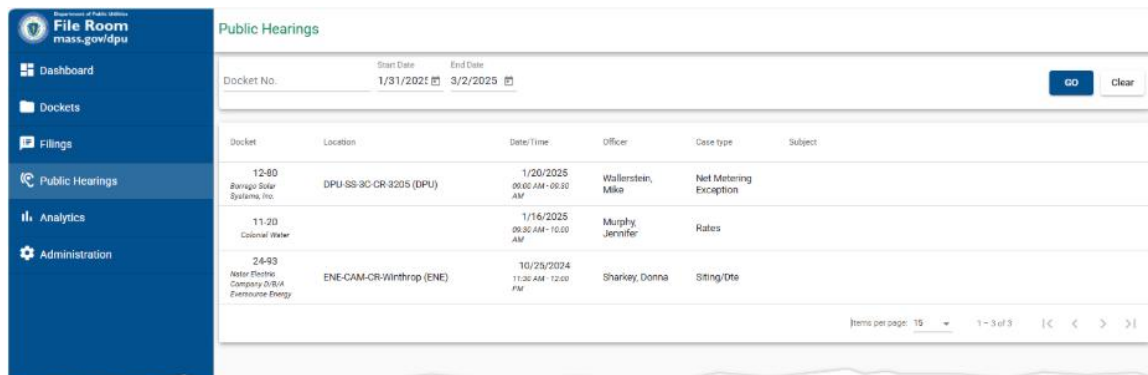 Department of Public Utilities
File Room
mass.gov/dpu
Dashboard
Dockets
Filings
Public Hearings
Analytics
Administration
Public Hearings
Docket No.
Start Date
1/31/2025
End Date
3/2/2025
GO
Clear
Docket Location Date/Time Officer Case type Subject
12-80
Borrego Solar
Systems, Inc.
DPU-SS-3C-CR-3205 (DPU)
1/20/2025
09:00 AM - 09:30
AM
Wallerstein,
Mike
Net Metering
Exception
11-20
Colonial Water
1/16/2025
09:30 AM - 10:00
AM
Murphy,
Jennifer
Rates
24-93
Nstar Electric
Company D/B/A
Eversource Energy
ENE-CAM-CR-Winthrop (ENE)
10/25/2024
11:30 AM - 12:00
PM
Sharkey, Donna
Siting/Dte
Items per page: 15 1 – 3 of 3